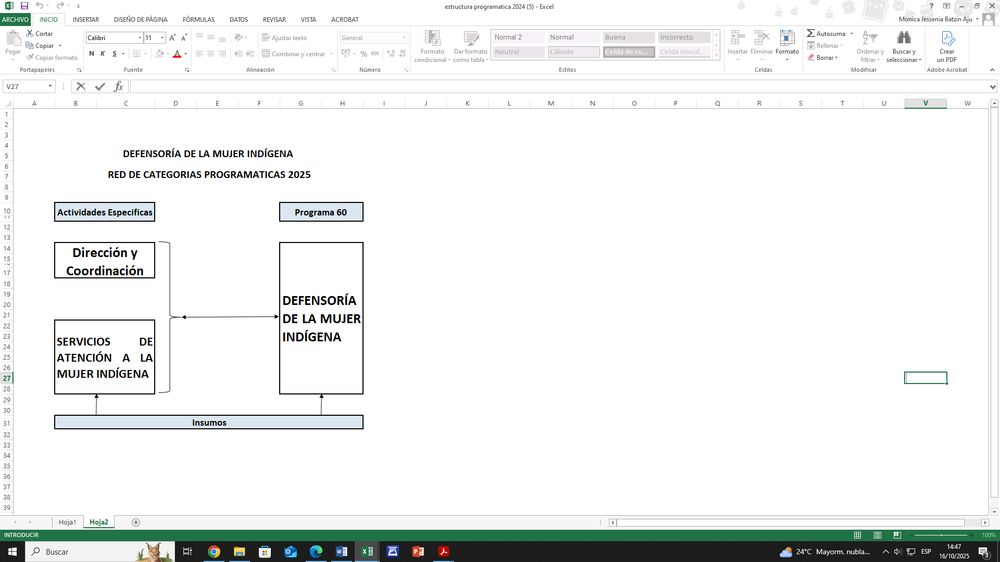 estructura programatica 2024 (5) - Excel
?
ARCHIVO INICIO INSERTAR DISEÑO DE PÁGINA FÓRMULAS DATOS REVISAR VISTA ACROBAT
Monica Jessenia Batzin Aju
Pegar
Cortar
Copiar
Copiar formato
Portapapeles
Calibri 11 A A
N K S A
Fuente
Ajustar texto
Combinar y centrar
Alineación
General
% 000
Número
Formato
condicional
Dar formato
como tabla
Normal 2 Normal Buena Incorrecto
Neutral Cálculo Celda de co... Celda vincul...
Estilos
Insertar Eliminar Formato
Celdas
Autosuma
Rellenar
Borrar
Ordenar y
filtrar
Buscar y
seleccionar
Modificar
Crear
un PDF
Adobe Acrobat
V27
fx
A B C D E F G H I J K L M N O P Q R S T U V W
1
2
3
4
5
6
7
8
9
10
12
13
14
15
17
18
19
20
21
22
23
24
25
26
27
28
29
30
31
32
33
34
35
36
37
38
39
DEFENSORÍA DE LA MUJER INDÍGENA
RED DE CATEGORIAS PROGRAMATICAS 2025
Actividades Especificas
Programa 60
Dirección y
Coordinación
SERVICIOS DE
ATENCIÓN A LA
MUJER INDÍGENA
DEFENSORÍA
DE LA MUJER
INDÍGENA
Insumos
Hoja1 Hoja2
INTRODUCIR
100%
Buscar
24°C Mayorm. nubla...
ESP
14:47
16/10/2025
3